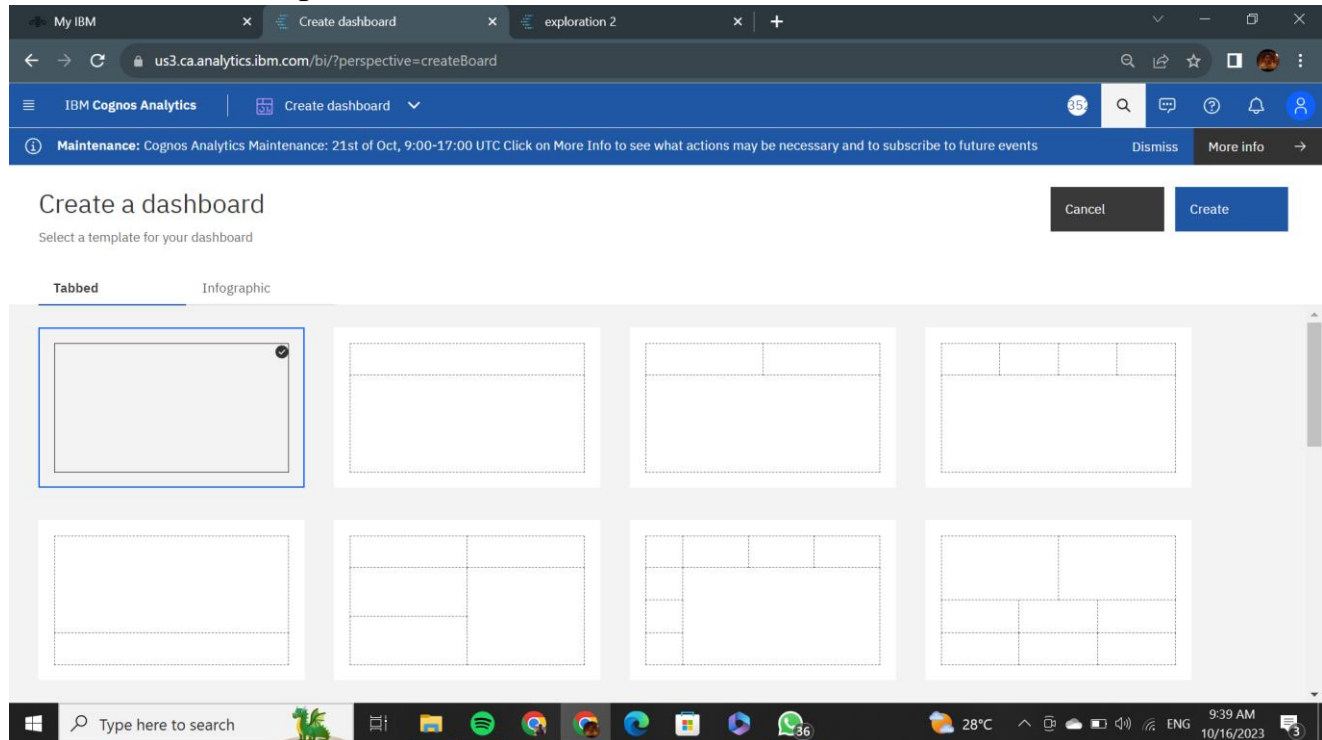 My IBM
Create dashboard
exploration 2
us3.ca.analytics.ibm.com/bi/?perspective=createBoard
IBM Cognos Analytics
Create dashboard
352
Maintenance: Cognos Analytics Maintenance: 21st of Oct, 9:00-17:00 UTC Click on More Info to see what actions may be necessary and to subscribe to future events
Dismiss
More info
Create a dashboard
Cancel
Create
Select a template for your dashboard
Tabbed
Infographic
Type here to search
36
28°C
ENG
9:39 AM
10/16/2023
3